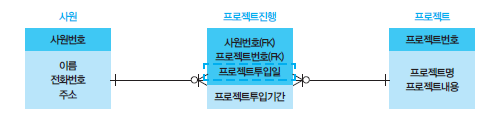 사원
사원번호
이름
전화번호
주소
프로젝트진행
사원번호(FK)
프로젝트번호(FK)
프로젝트투입일
프로젝트투입기간
프로젝트
프로젝트번호
프로젝트명
프로젝트내용